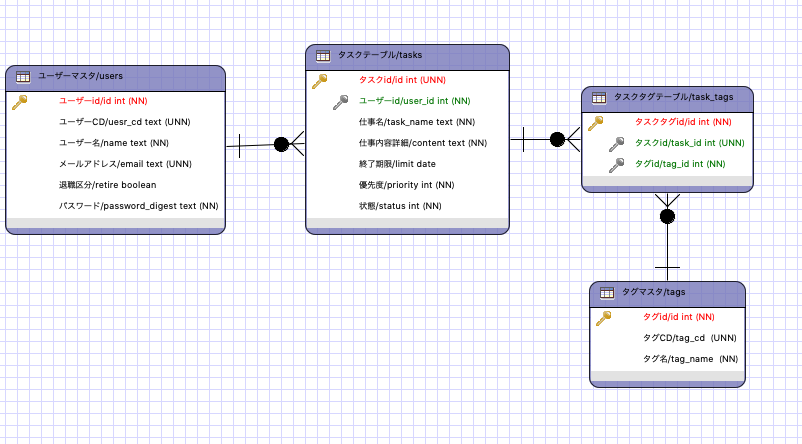 ユーザーマスタ/users
ユーザーid/id int (NN)
ユーザーCD/uesr_cd text (UNN)
ユーザー名/name text (NN)
メールアドレス/email text (UNN)
退職区分/retire boolean
パスワード/password_digest text (NN)
タスクテーブル/tasks
タスクid/id int (UNN)
ユーザーid/user_id int (NN)
仕事名/task_name text (NN)
仕事内容詳細/content text (NN)
終了期限/limit date
優先度/priority int (NN)
状態/status int (NN)
タスクタグテーブル/task_tags
タスクタグid/id int (NN)
タスクid/task_id int (UNN)
タグid/tag_id int (NN)
タグマスタ/tags
タグid/id int (NN)
タグCD/tag_cd (UNN)
タグ名/tag_name (NN)